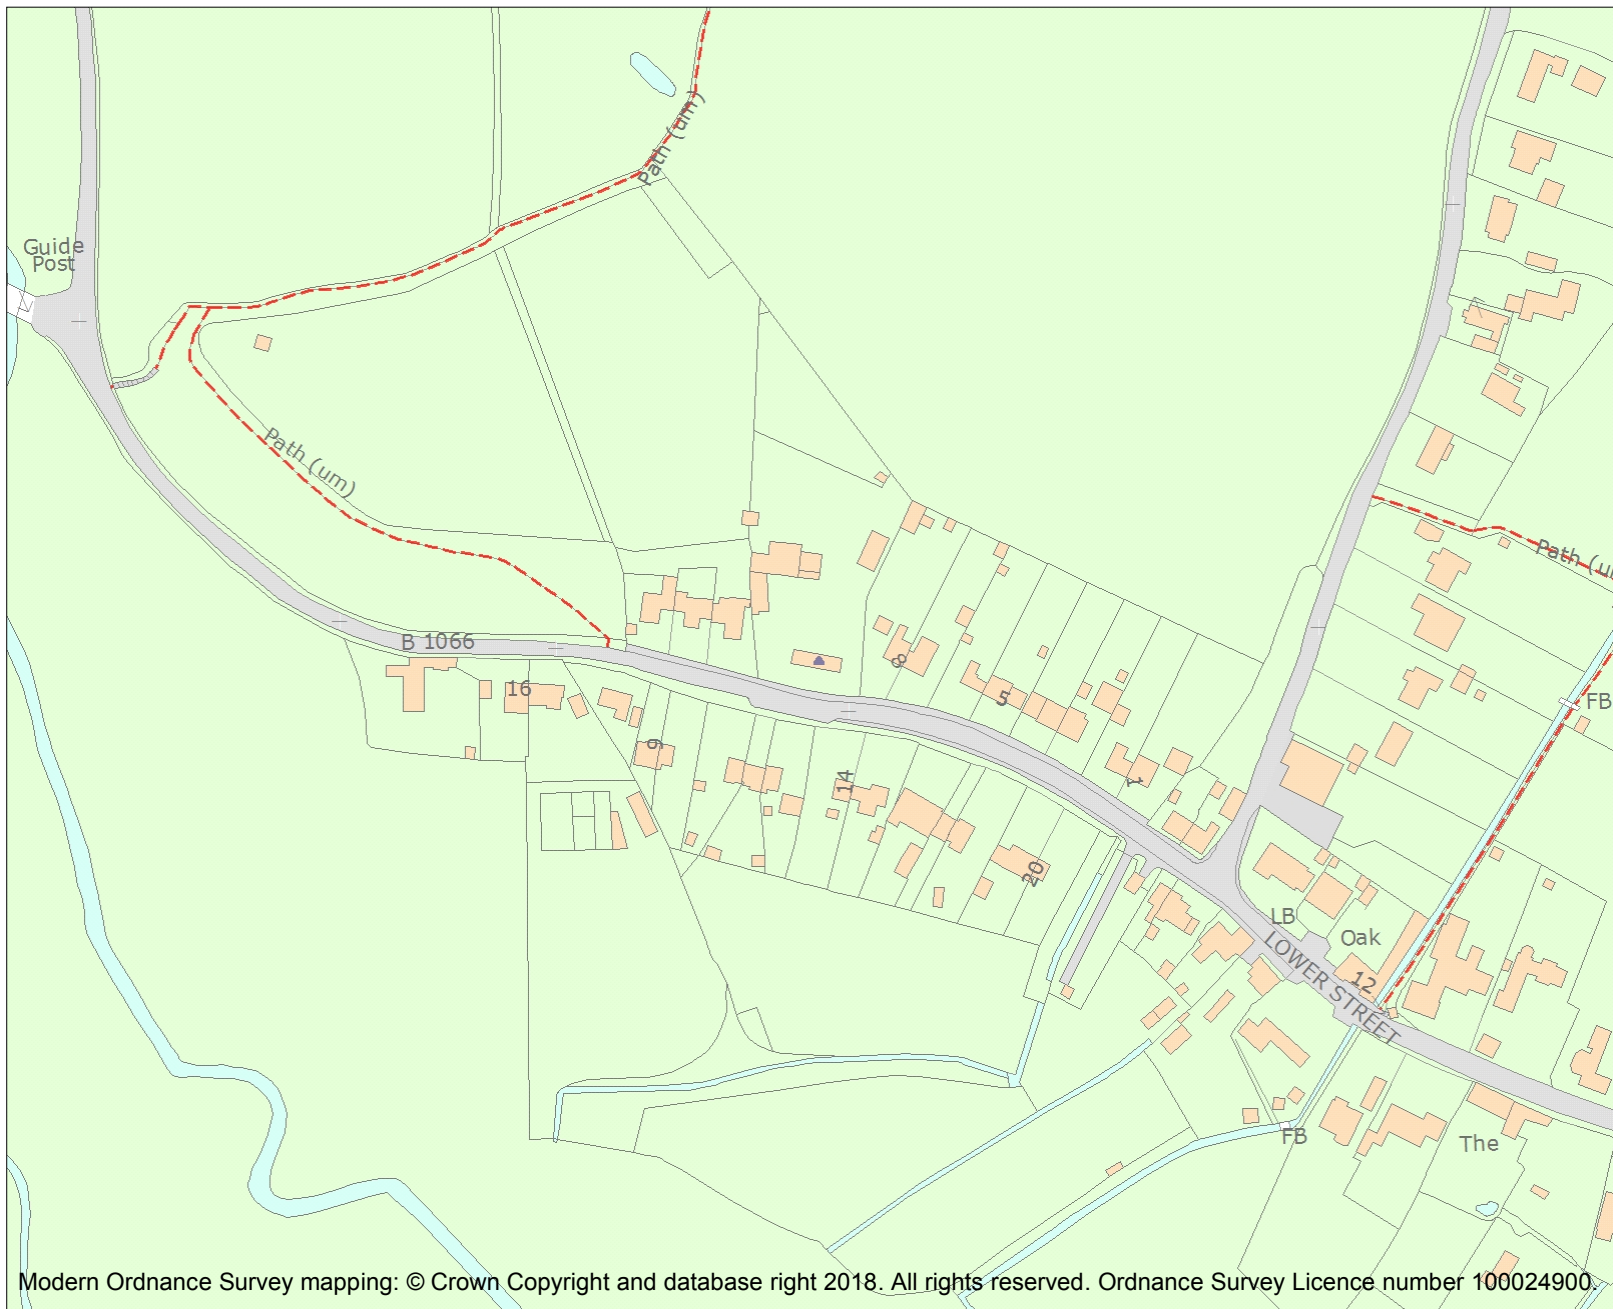 Path (um)
Guide
Post
Path (um)
Path (u
B 1066
8
16
5
FB
9
14
1
20
LB
Oak
LOWER STREET
12
FB
The
Modern Ordnance Survey mapping: © Crown Copyright and database right 2018. All rights reserved. Ordnance Survey Licence number 100024900.